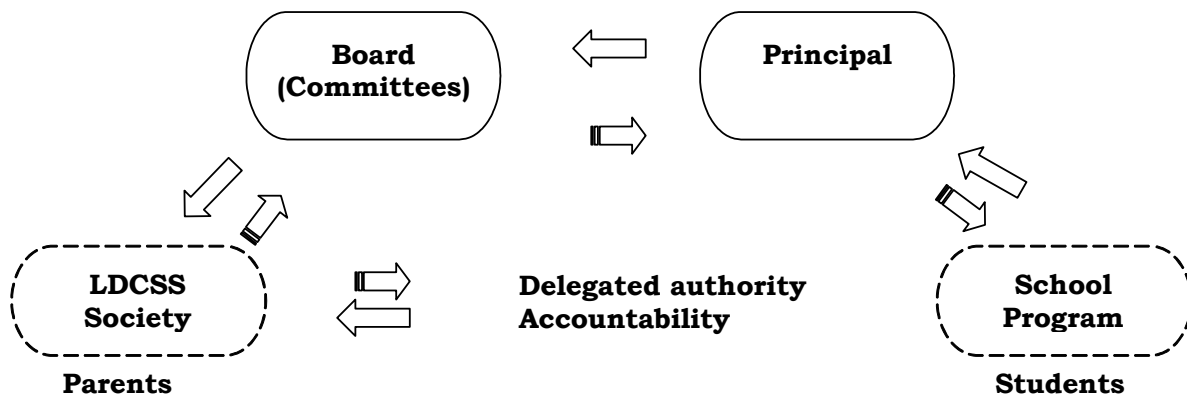 Board
(Committees)
Principal
LDCSS
Society
Delegated authority
Accountability
School
Program
Parents
Students